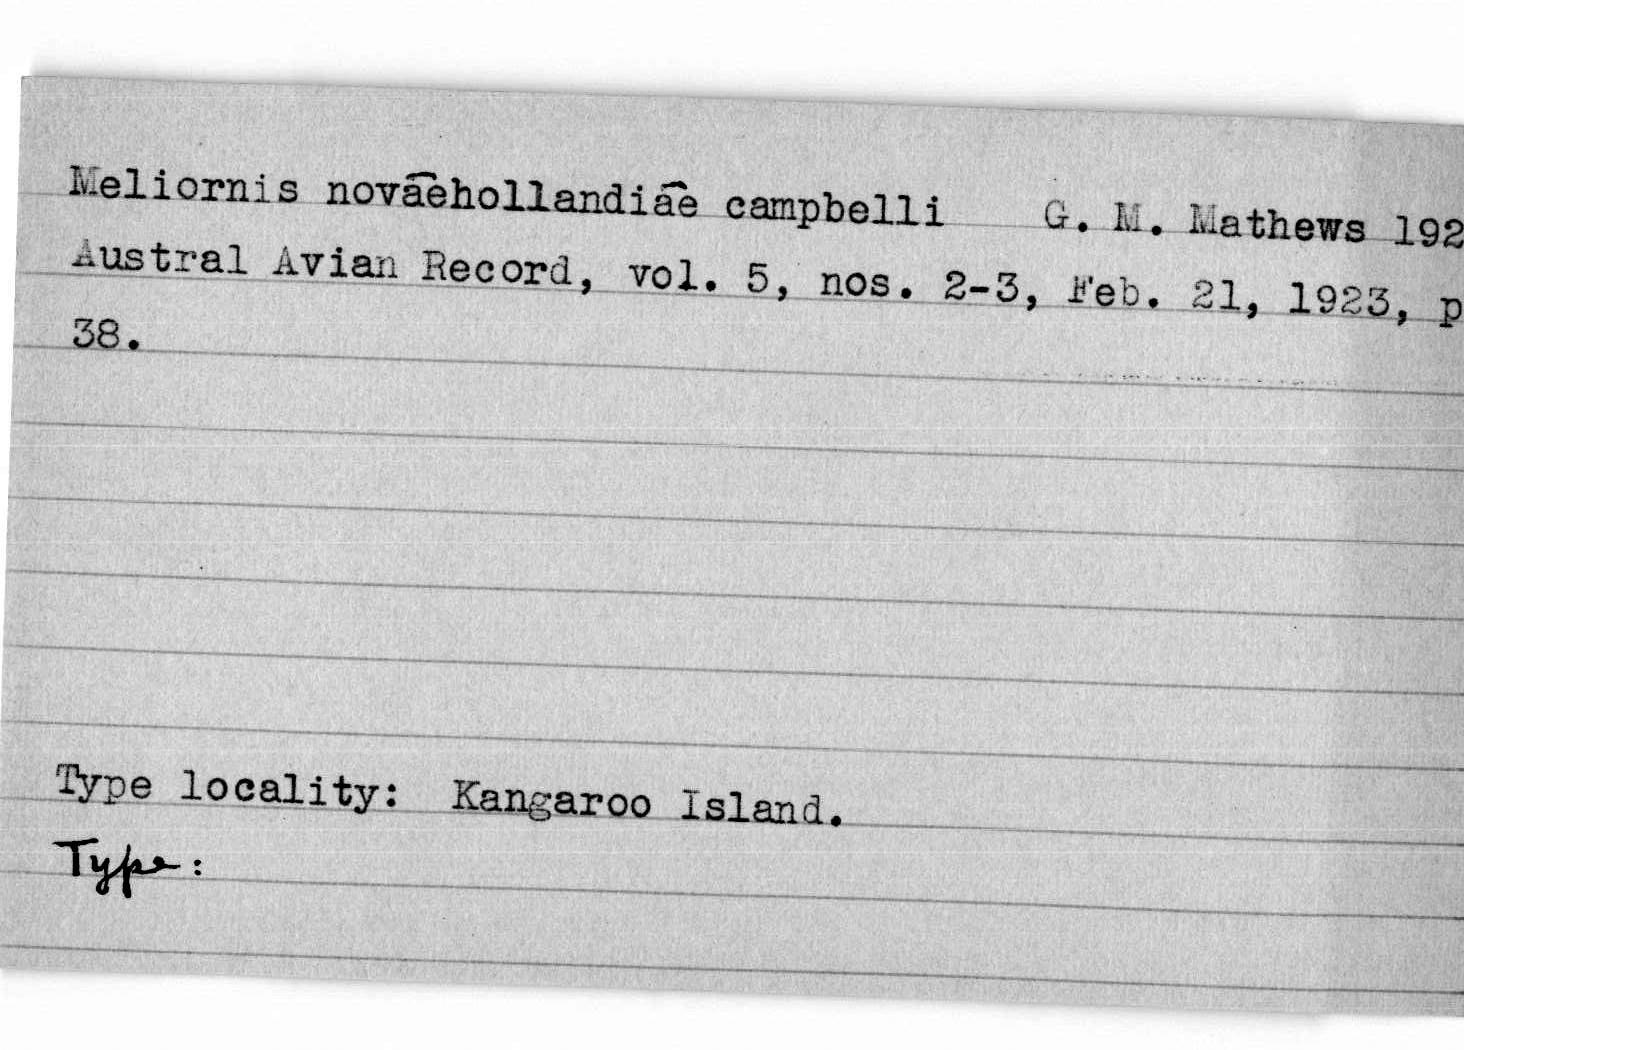 Meliornis novaehollandiae campbelli G. M. Mathews 192
Austral Avian Record, vol. 5, nos. 2-3, Feb. 21, 1923, p
38.
Type locality: Kangaroo Island.
Type: